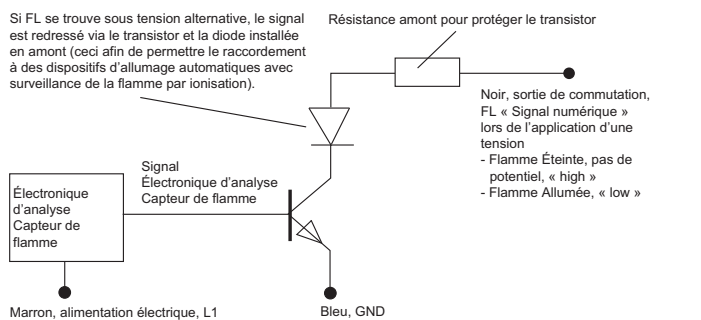 Si FL se trouve sous tension alternative, le signal
est redressé via le transistor et la diode installée
en amont (ceci afin de permettre le raccordement
à des dispositifs d'allumage automatiques avec
surveillance de la flamme par ionisation).
Résistance amont pour protéger le transistor
Noir, sortie de commutation,
FL « Signal numérique »
lors de l'application d'une
tension
- Flamme Éteinte, pas de
potentiel, « high »
- Flamme Allumée, « low »
Signal
Électronique d'analyse
Capteur de flamme
Électronique
d'analyse
Capteur de
flamme
Marron, alimentation électrique, L1
Bleu, GND